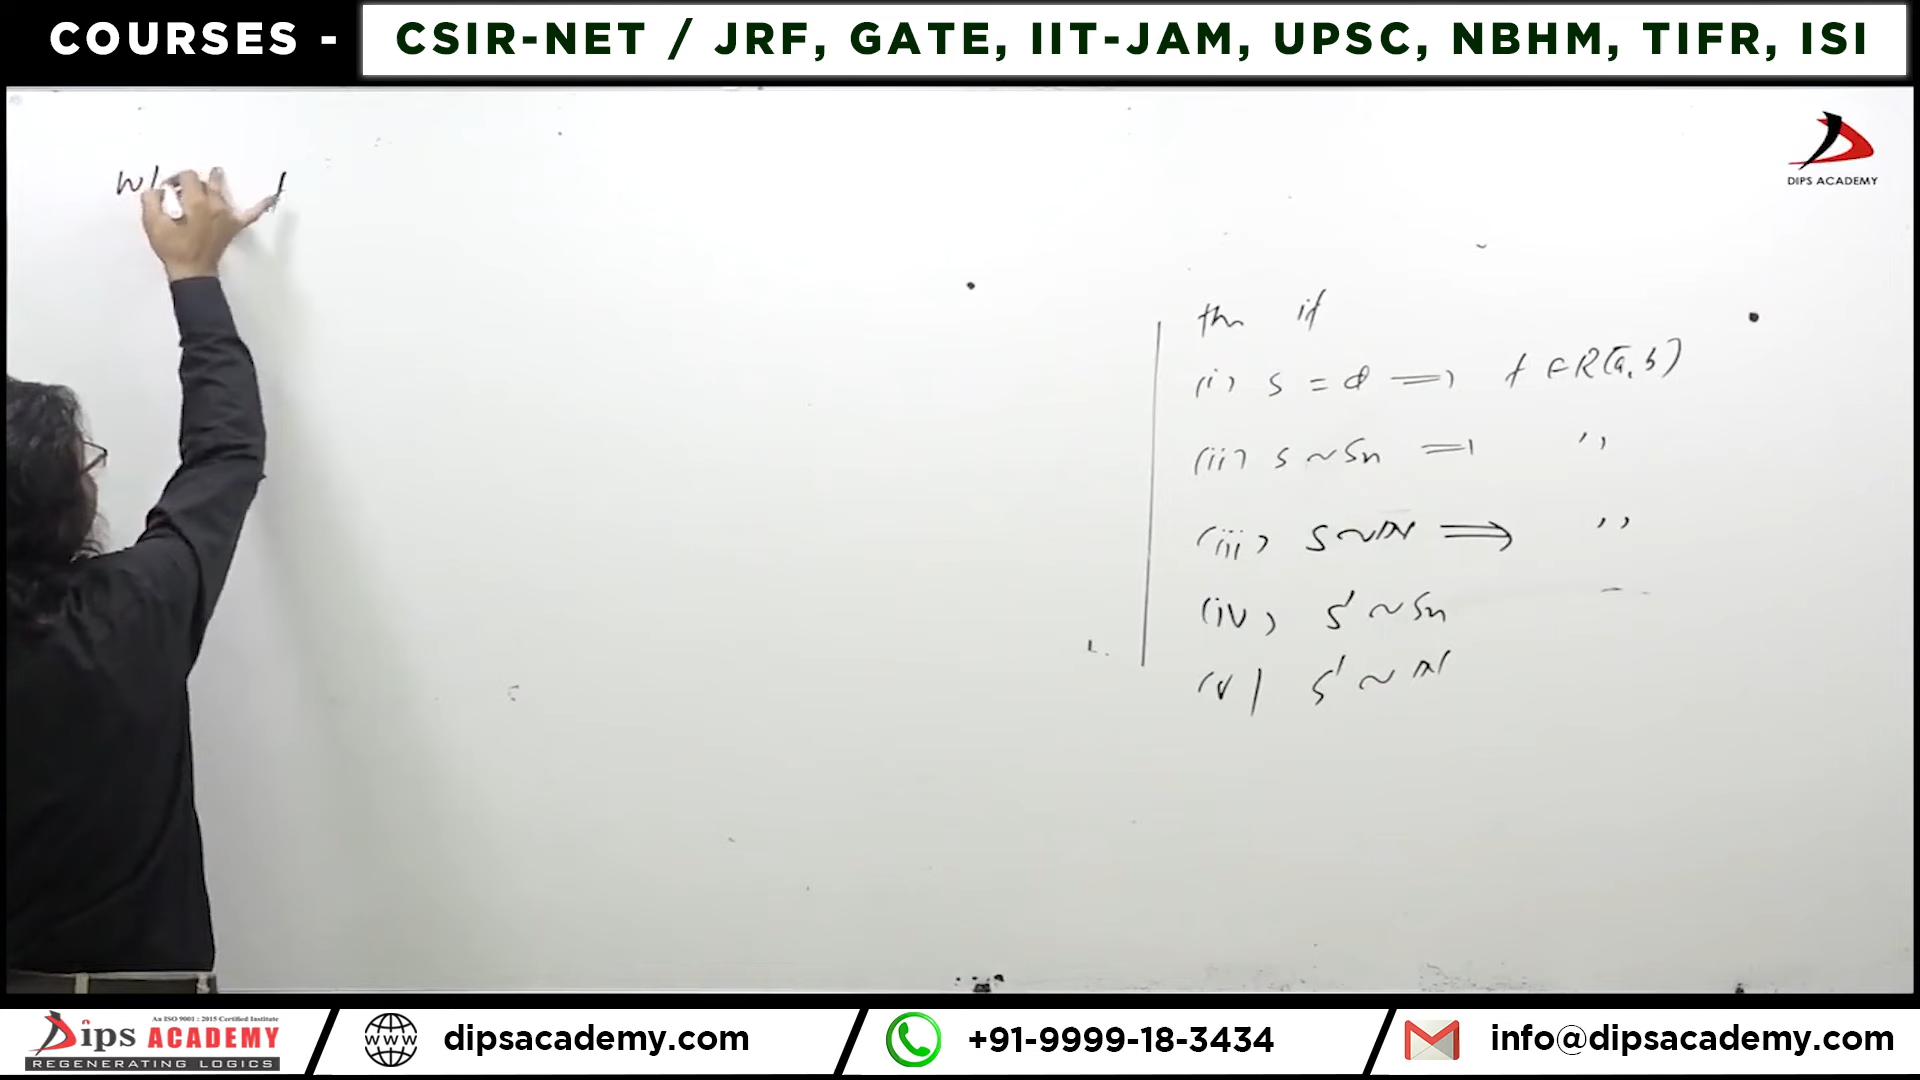 COURSES - CSIR-NET / JRF, GATE, IIT-JAM, UPSC, NBHM, TIFR, ISI
DIPS ACADEMY
thn if
(i) S = φ ⟹ f ∈ R[a, b]
(ii) S ~ Sn ⟹ ,,
(iii) S ~ N ⟹ ,,
(iv) S' ~ Sn
(v) S' ~ N
An ISO 9001 : 2015 Certified Institute
Dips ACADEMY
REGENERATING LOGICS
www
dipsacademy.com
+91-9999-18-3434
info@dipsacademy.com